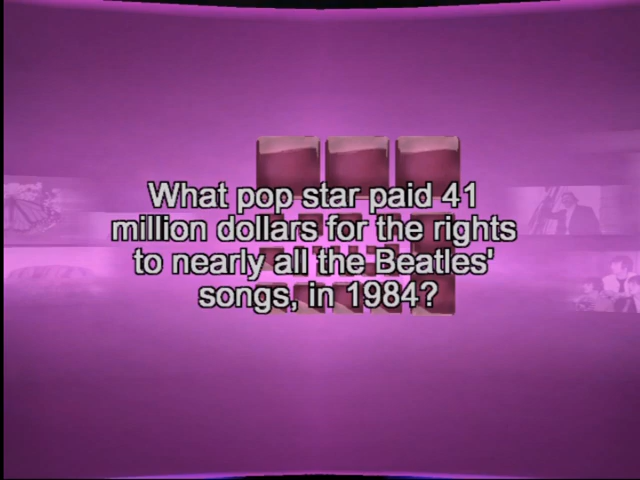 What pop star paid 41
million dollars for the rights
to nearly all the Beatles'
songs, in 1984?